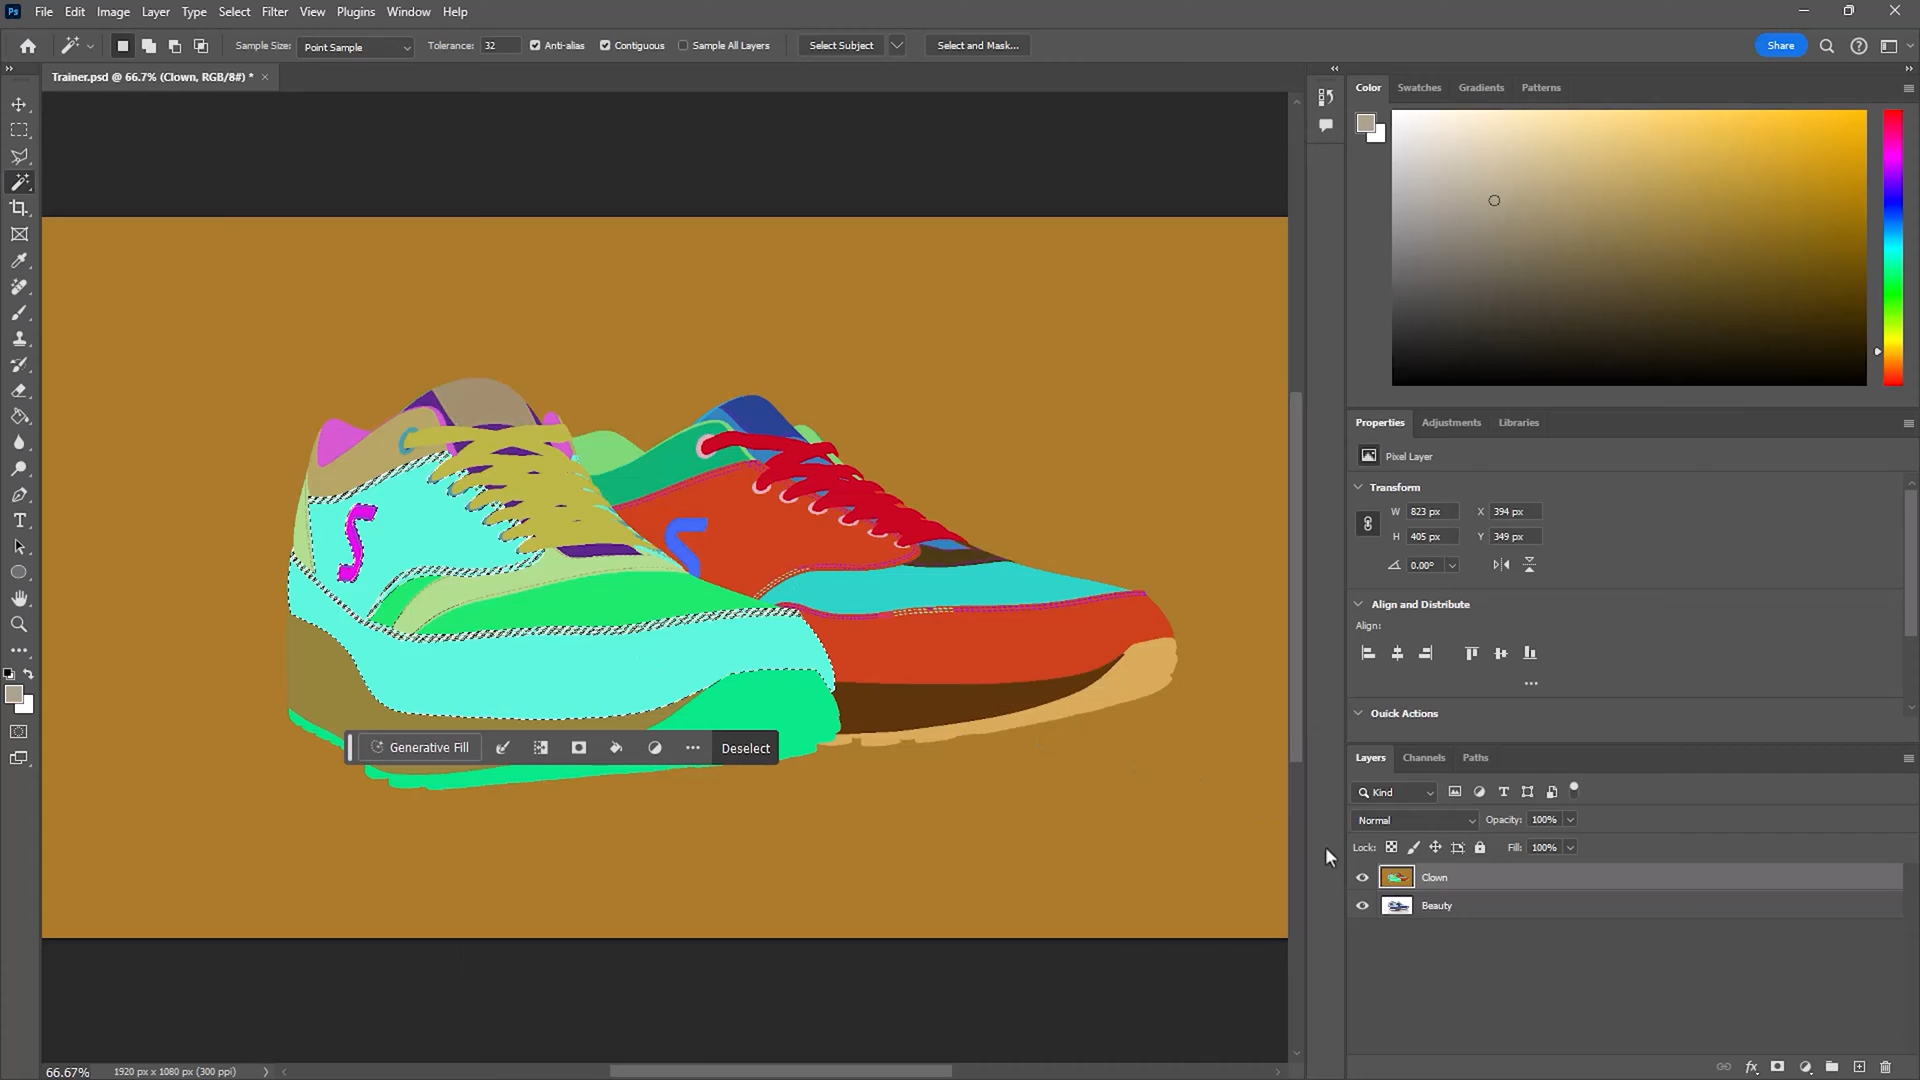 Ps File Edit Image Layer Type Select Filter View Plugins Window Help
Sample Size: Point Sample Tolerance: 32 Anti-alias Contiguous Sample All Layers Select Subject Select and Mask... Share
Trainer.psd @ 66.7% (Clown, RGB/8#) * ×
Color Swatches Gradients Patterns
Properties Adjustments Libraries
Pixel Layer
Transform
W 823 px X 394 px
H 405 px Y 349 px
0.00°
Align and Distribute
Align:
Quick Actions
Generative Fill Deselect
Layers Channels Paths
Kind
Normal Opacity: 100%
Lock: Fill: 100%
Clown
Beauty
66.67% 1920 px x 1080 px (300 ppi)